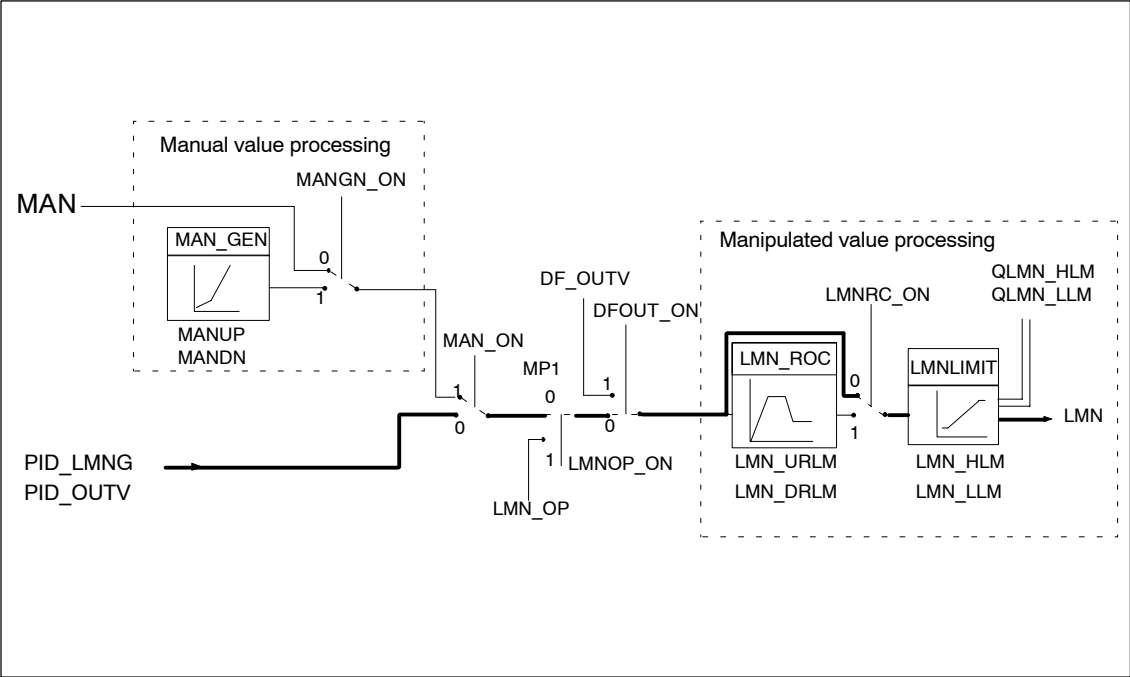 Manual value processing
MANGN_ON
MAN
MAN_GEN
0
1
MANUP
MANDN
MAN_ON
1
0
PID_LMNG
PID_OUTV
MP1
0
1
LMNOP_ON
LMN_OP
DF_OUTV
DFOUT_ON
1
0
Manipulated value processing
LMN_ROC
LMN_URLM
LMN_DRLM
LMNRC_ON
0
1
QLMN_HLM
QLMN_LLM
LMNLIMIT
LMN_HLM
LMN_LLM
LMN